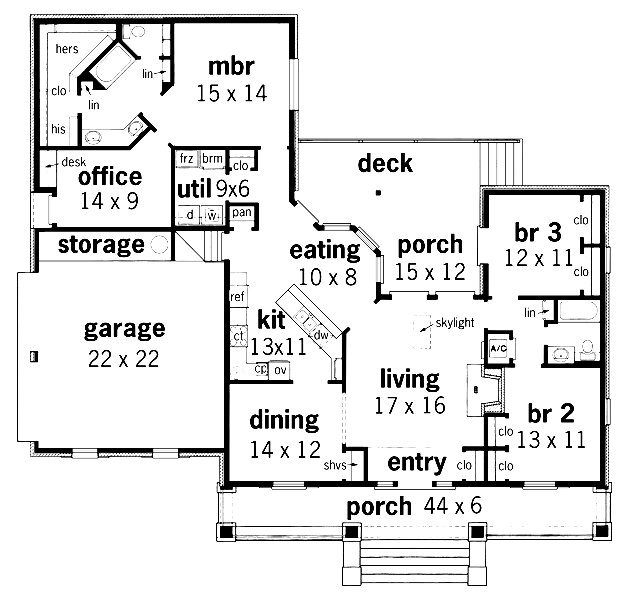 hers
mbr
lin
15 x 14
clo
lin
his
desk
frz
brm
clo
deck
office
util 9x6
14 x 9
d
w
pan
clo
storage
eating
porch
br 3
10 x 8
15 x 12
12 x 11
clo
ref
garage
kit
skylight
lin
22 x 22
ct
dw
13x11
A/C
cp
ov
living
17 x 16
dining
br 2
14 x 12
clo
13 x 11
shvs
entry
clo
clo
porch 44 x 6